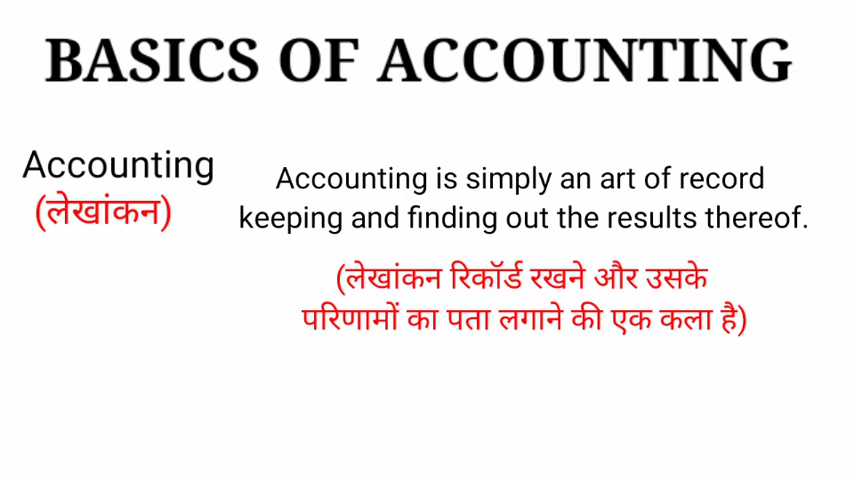 BASICS OF ACCOUNTING
Accounting
(लेखांकन)
Accounting is simply an art of record
keeping and finding out the results thereof.
(लेखांकन रिकॉर्ड रखने और उसके
परिणामों का पता लगाने की एक कला है)